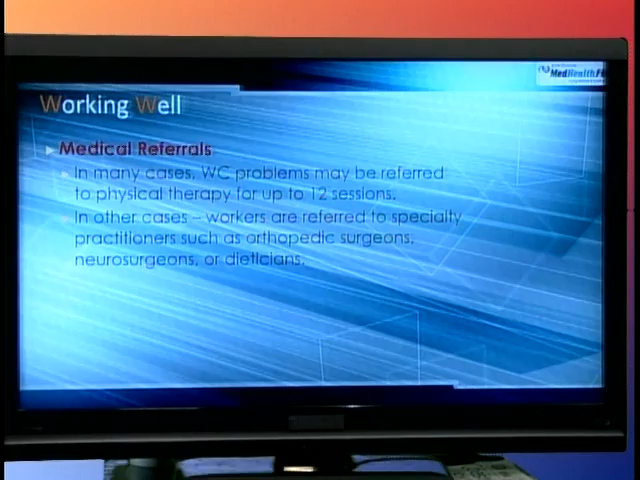 MedHealthPR
Working Well
Medical Referrals
In many cases, WC problems may be referred
to physical therapy for up to 12 sessions.
In other cases – workers are referred to specialty
practitioners such as orthopedic surgeons,
neurosurgeons, or dieticians.